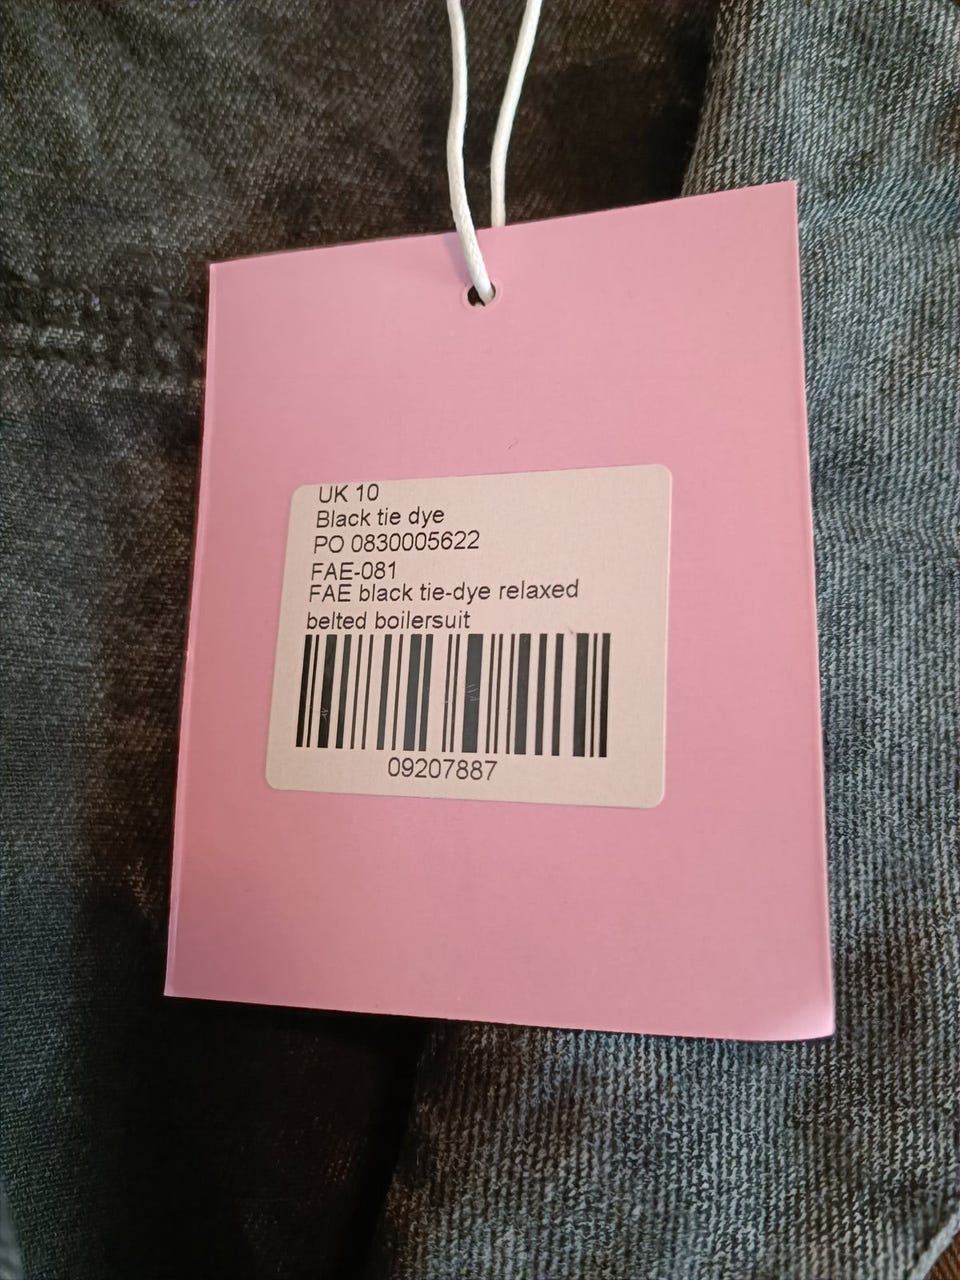 UK 10
Black tie dye
PO 0830005622
FAE-081
FAE black tie-dye relaxed
belted boilersuit
09207887